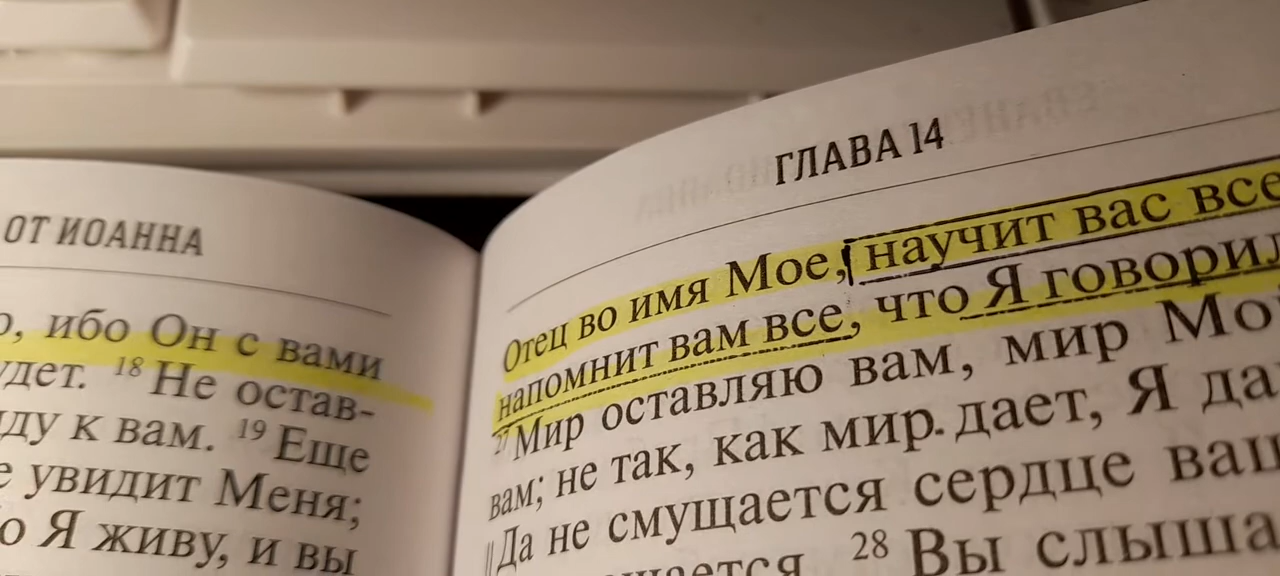 ОТ ИОАННА
ибо Он с вами
18 Не остав-
к вам. 19 Еще
увидит Меня;
Я живу, и вы
ГЛАВА 14
Отец во имя Мое, научит вас все
напомнит вам все, что Я говорил
27 Мир оставляю вам, мир Мо
вам; не так, как мир дает, Я да
Да не смущается сердце ваш
28 Вы слыша